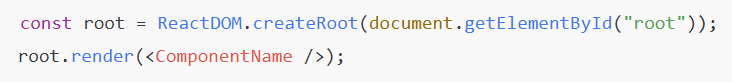 const root = ReactDOM.createRoot(document.getElementById("root"));
root.render(<ComponentName />);